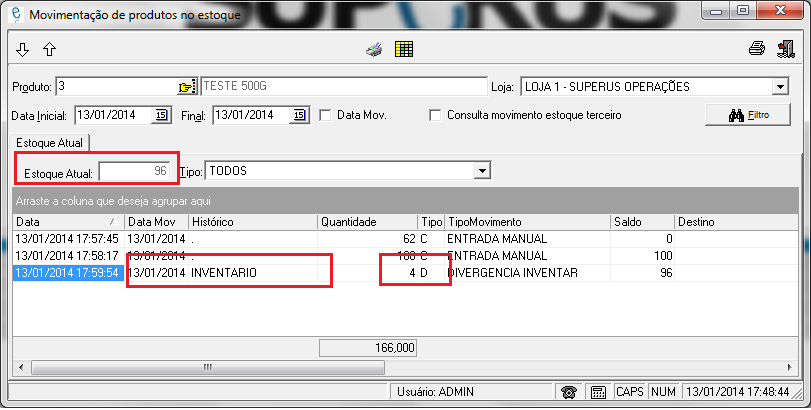 Movimentação de produtos no estoque
Produto: 3 TESTE 500G Loja: LOJA 1 - SUPERUS OPERAÇÕES
Data Inicial: 13/01/2014 15 Final: 13/01/2014 15 Data Mov. Consulta movimento estoque terceiro Filtro
Estoque Atual
Estoque Atual: 96 Tipo: TODOS
Arraste a coluna que deseja agrupar aqui
Data Data Mov Histórico Quantidade Tipo TipoMovimento Saldo Destino
13/01/2014 17:57:45 13/01/2014 . 62 C ENTRADA MANUAL 0
13/01/2014 17:58:17 13/01/2014 . 100 C ENTRADA MANUAL 100
13/01/2014 17:59:54 13/01/2014 INVENTARIO 4 D DIVERGENCIA INVENTAR 96
166,000
Usuário: ADMIN CAPS NUM 13/01/2014 17:48:44